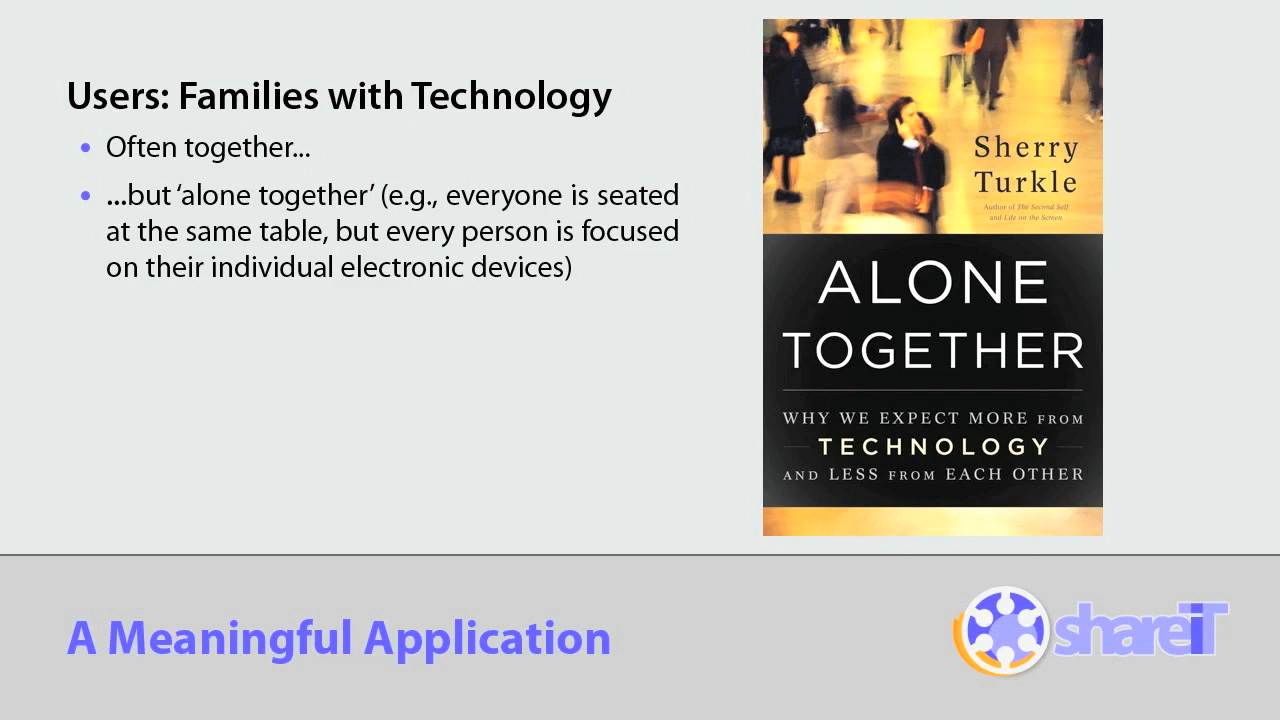 Users: Families with Technology
• Often together...
• ...but ‘alone together’ (e.g., everyone is seated
at the same table, but every person is focused
on their individual electronic devices)
Sherry
Turkle
Author of The Second Self
and Life on the Screen
ALONE
TOGETHER
WHY WE EXPECT MORE FROM
TECHNOLOGY
AND LESS FROM EACH OTHER
A Meaningful Application
shareiT